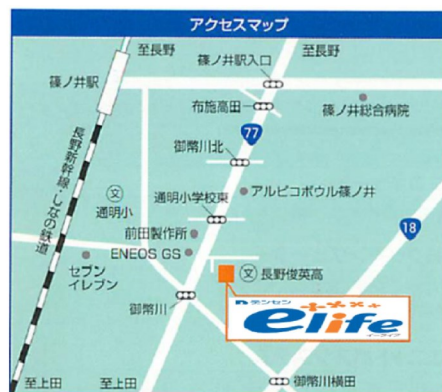 アクセスマップ
至長野
至長野
篠ノ井駅
篠ノ井駅入口
布施高田
篠ノ井総合病院
77
御幣川北
長野新幹線・しなの鉄道
文
通明小
アルピコボウル篠ノ井
通明小学校東
18
前田製作所
ENEOS GS
セブン
イレブン
文 長野俊英高
御幣川
デンセン
elife
イーライフ
至上田
至上田
御幣川横田